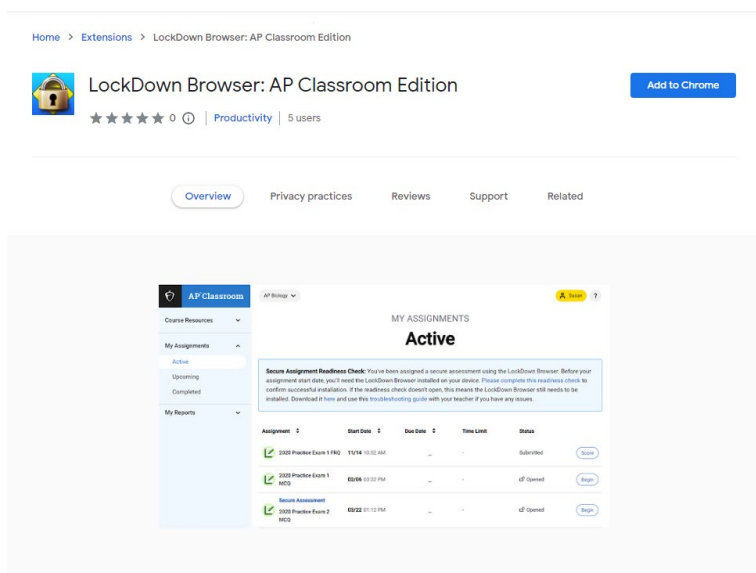 Home > Extensions > LockDown Browser: AP Classroom Edition
LockDown Browser: AP Classroom Edition
Add to Chrome
0 | Productivity | 5 users
Overview Privacy practices Reviews Support Related
AP Classroom
AP Biology
Susan ?
Course Resources
MY ASSIGNMENTS
My Assignments
Active
Active
Upcoming
Completed
My Reports
Secure Assignment Readiness Check: You've been assigned a secure assessment using the LockDown Browser. Before your
assignment start date, you'll need the LockDown Browser installed on your device. Please complete this readiness check to
confirm successful installation. If the readiness check doesn't open, this means the LockDown Browser still needs to be
installed. Download it here and use this troubleshooting guide with your teacher if you have any issues.
Assignment Start Date Due Date Time Limit Status
2020 Practice Exam 1 FRQ 11/14 10:32 AM - - Submitted Score
2020 Practice Exam 1
MCQ
02/06 03:32 PM - - Opened Begin
Secure Assessment
2020 Practice Exam 2
MCQ
03/22 01:12 PM - - Opened Begin